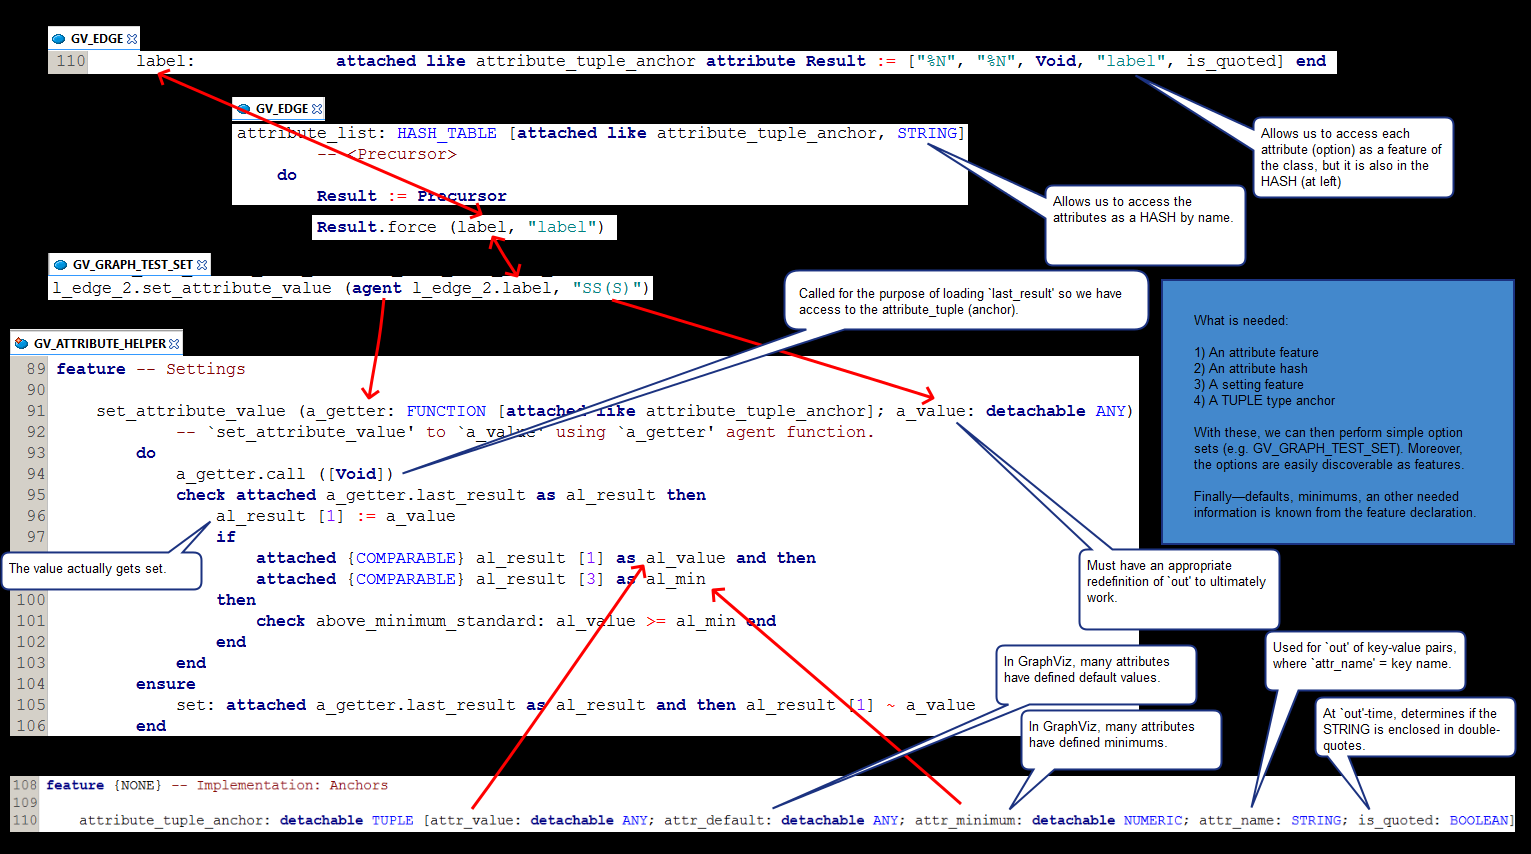 GV_EDGE
110 label: attached like attribute_tuple_anchor attribute Result := ["%N", "%N", Void, "label", is_quoted] end
GV_EDGE
attribute_list: HASH_TABLE [attached like attribute_tuple_anchor, STRING]
-- <Precursor>
do
Result := Precursor
Result.force (label, "label")
Allows us to access each
attribute (option) as a feature of
the class, but it is also in the
HASH (at left)
Allows us to access the
attributes as a HASH by name.
GV_GRAPH_TEST_SET
l_edge_2.set_attribute_value (agent l_edge_2.label, "SS(S)")
Called for the purpose of loading `last_result' so we have
access to the attribute_tuple (anchor).
What is needed:
1) An attribute feature
2) An attribute hash
3) A setting feature
4) A TUPLE type anchor
With these, we can then perform simple option
sets (e.g. GV_GRAPH_TEST_SET). Moreover,
the options are easily discoverable as features.
Finally—defaults, minimums, an other needed
information is known from the feature declaration.
GV_ATTRIBUTE_HELPER
89 feature -- Settings
90
91 set_attribute_value (a_getter: FUNCTION [attached like attribute_tuple_anchor]; a_value: detachable ANY)
92 -- `set_attribute_value' to `a_value' using `a_getter' agent function.
93 do
94 a_getter.call ([Void])
95 check attached a_getter.last_result as al_result then
96 al_result [1] := a_value
97 if
attached {COMPARABLE} al_result [1] as al_value and then
attached {COMPARABLE} al_result [3] as al_min
100 then
101 check above_minimum_standard: al_value >= al_min end
102 end
103 end
104 ensure
105 set: attached a_getter.last_result as al_result and then al_result [1] ~ a_value
106 end
The value actually gets set.
Must have an appropriate
redefinition of `out' to ultimately
work.
In GraphViz, many attributes
have defined default values.
In GraphViz, many attributes
have defined minimums.
Used for `out' of key-value pairs,
where `attr_name' = key name.
At `out'-time, determines if the
STRING is enclosed in double-
quotes.
108 feature {NONE} -- Implementation: Anchors
109
110 attribute_tuple_anchor: detachable TUPLE [attr_value: detachable ANY; attr_default: detachable ANY; attr_minimum: detachable NUMERIC; attr_name: STRING; is_quoted: BOOLEAN]